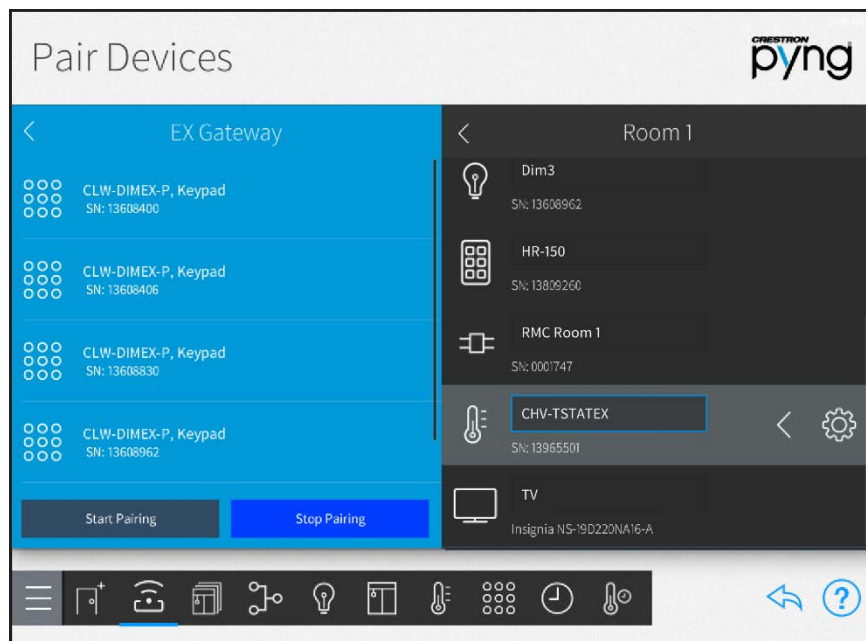 Pair Devices
CRESTRON
pyng
EX Gateway
CLW-DIMEX-P, Keypad
SN: 13608400
CLW-DIMEX-P, Keypad
SN: 13608406
CLW-DIMEX-P, Keypad
SN: 13608830
CLW-DIMEX-P, Keypad
SN: 13608962
Start Pairing
Stop Pairing
Room 1
Dim3
SN: 13608962
HR-150
SN: 13809260
RMC Room 1
SN: 0001747
CHV-TSTATEX
SN: 13965501
TV
Insignia NS-19D220NA16-A
?